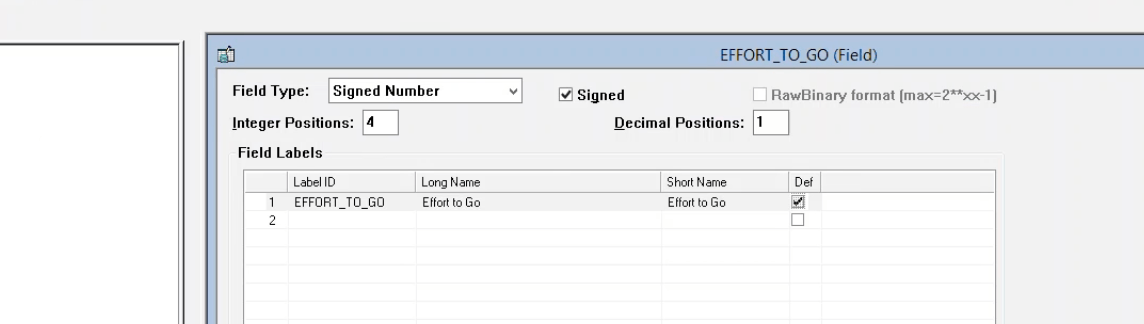 EFFORT_TO_GO (Field)
Field Type: Signed Number Signed RawBinary format (max=2**xx-1)
Integer Positions: 4 Decimal Positions: 1
Field Labels
Label ID Long Name Short Name Def
1 EFFORT_TO_GO Effort to Go Effort to Go
2